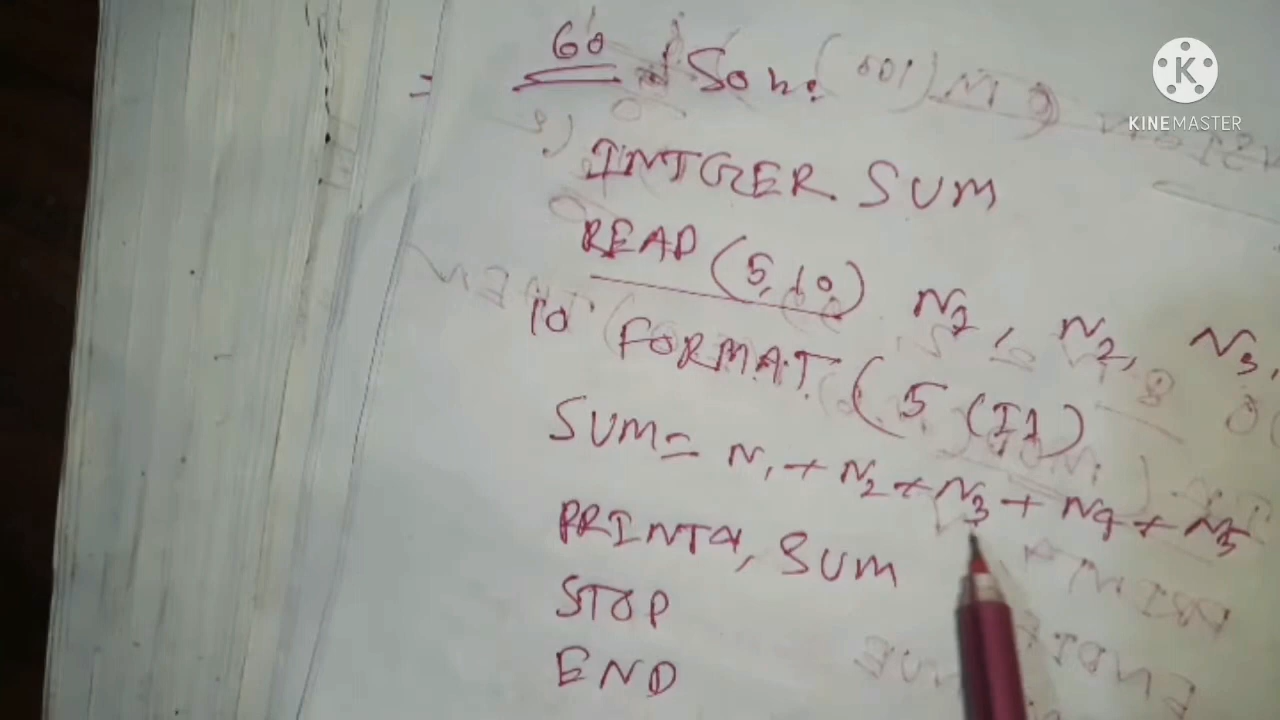 60 Soln:
INTGER SUM
READ (5,10) N1, N2, N3,
10 FORMAT (5 (I1)
SUM = N1 + N2 + N3 + N4 + N5
PRINT*, SUM
STOP
END
KINEMASTER